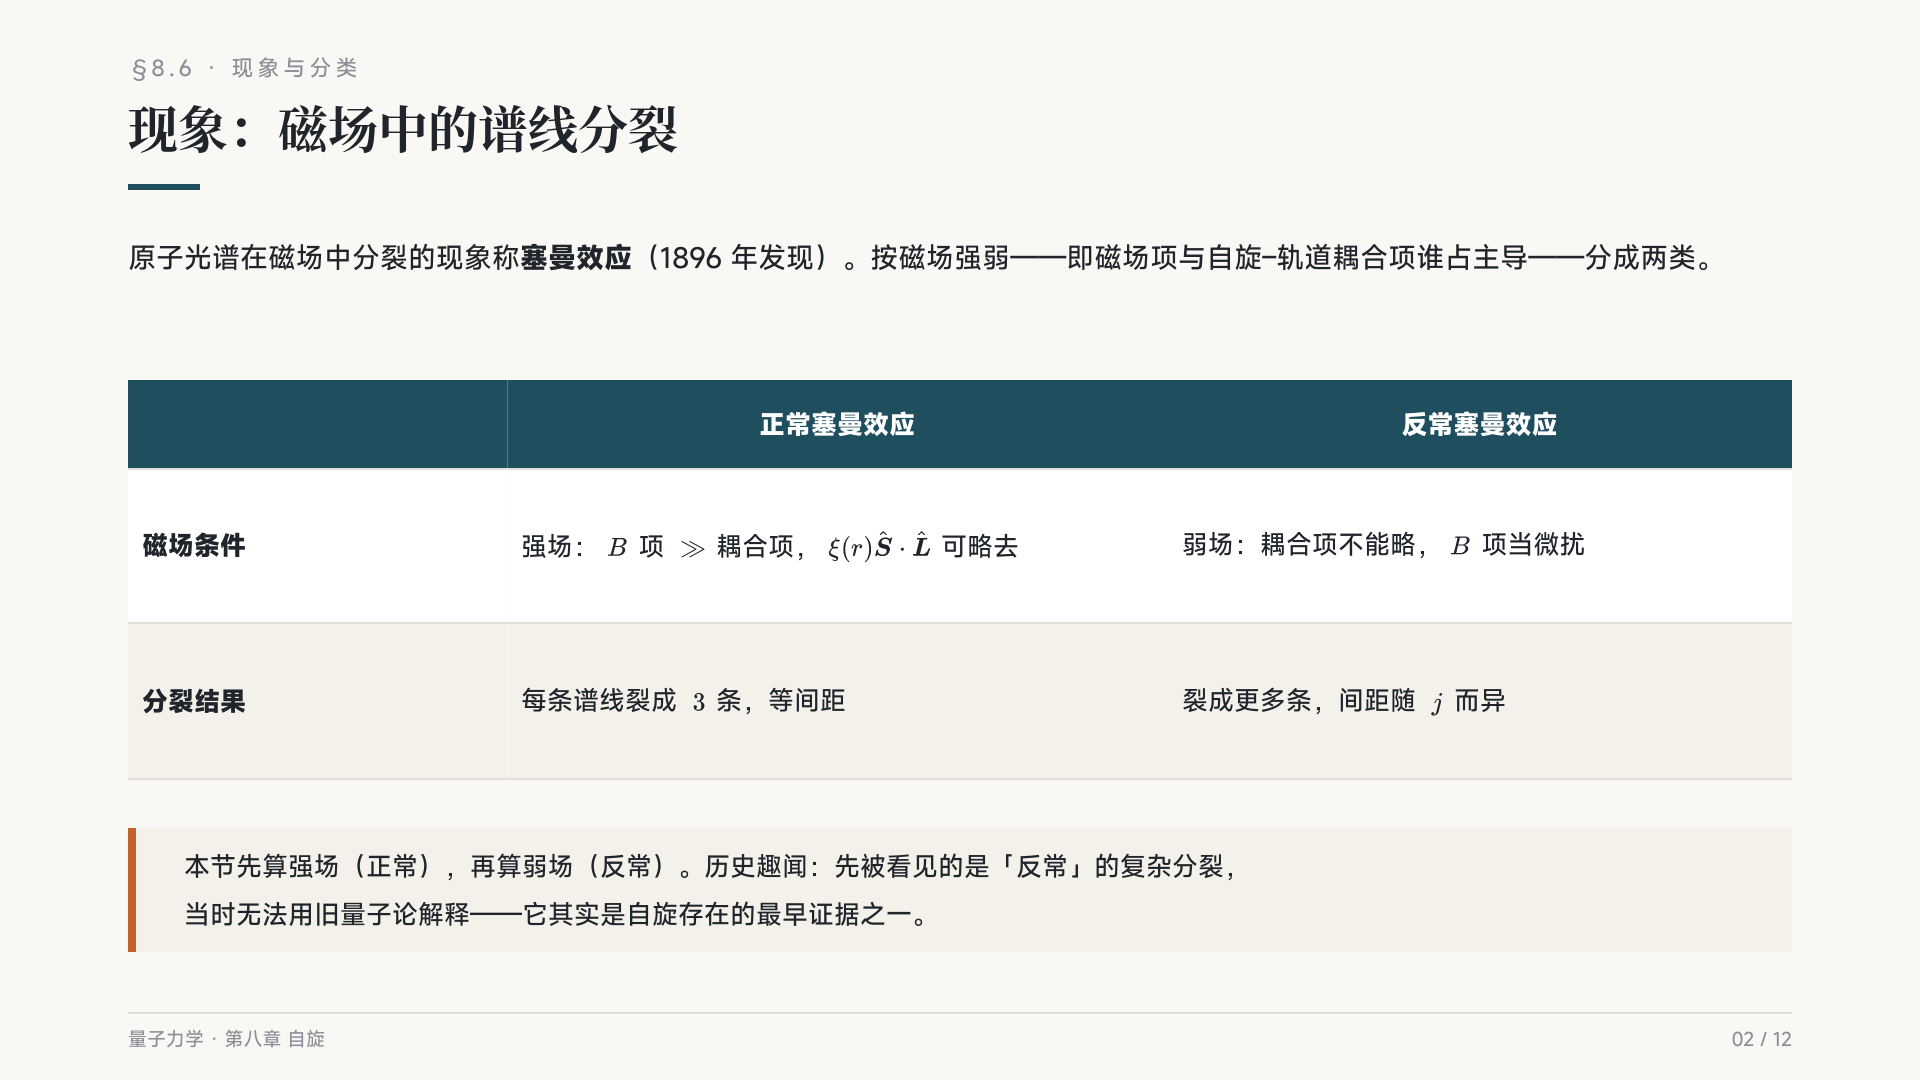 §8.6 · 现象与分类
现象：磁场中的谱线分裂
原子光谱在磁场中分裂的现象称塞曼效应（1896 年发现）。按磁场强弱——即磁场项与自旋–轨道耦合项谁占主导——分成两类。
正常塞曼效应 反常塞曼效应
磁场条件 强场： B 项 ≫ 耦合项， ξ(r)Ŝ · L̂ 可略去 弱场：耦合项不能略， B 项当微扰
分裂结果 每条谱线裂成 3 条，等间距 裂成更多条，间距随 j 而异
本节先算强场（正常），再算弱场（反常）。历史趣闻：先被看见的是「反常」的复杂分裂，
当时无法用旧量子论解释——它其实是自旋存在的最早证据之一。
量子力学 · 第八章 自旋 02 / 12